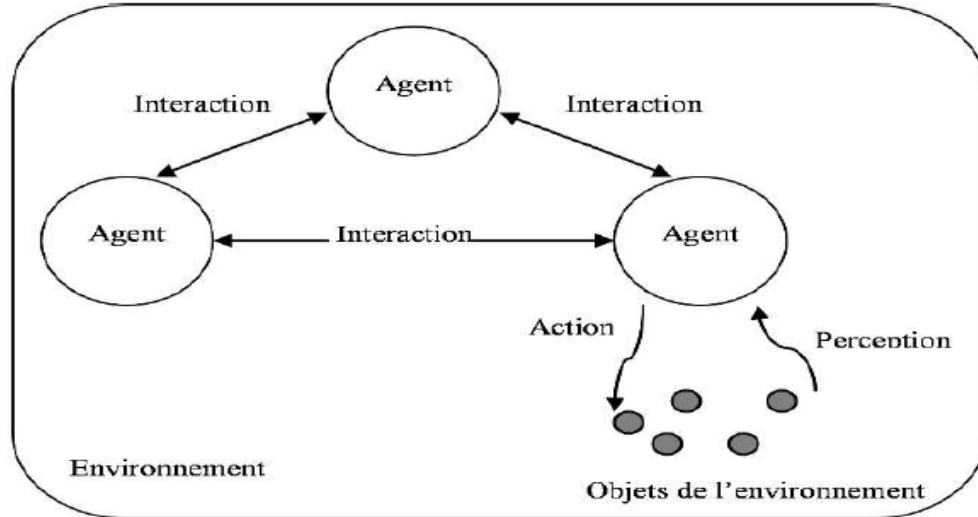 Agent
Interaction
Interaction
Agent
Interaction
Agent
Action
Perception
Environnement
Objets de l'environnement